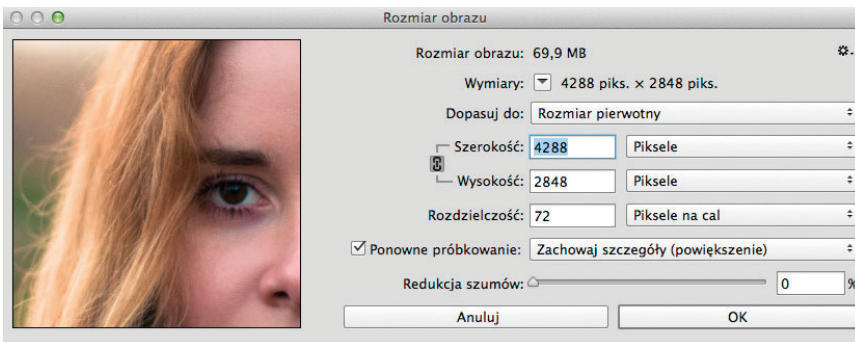 Rozmiar obrazu
Rozmiar obrazu: 69,9 MB
Wymiary: 4288 piks. × 2848 piks.
Dopasuj do: Rozmiar pierwotny
Szerokość: 4288 Piksele
Wysokość: 2848 Piksele
Rozdzielczość: 72 Piksele na cal
Ponowne próbkowanie: Zachowaj szczegóły (powiększenie)
Redukcja szumów: 0 %
Anuluj OK